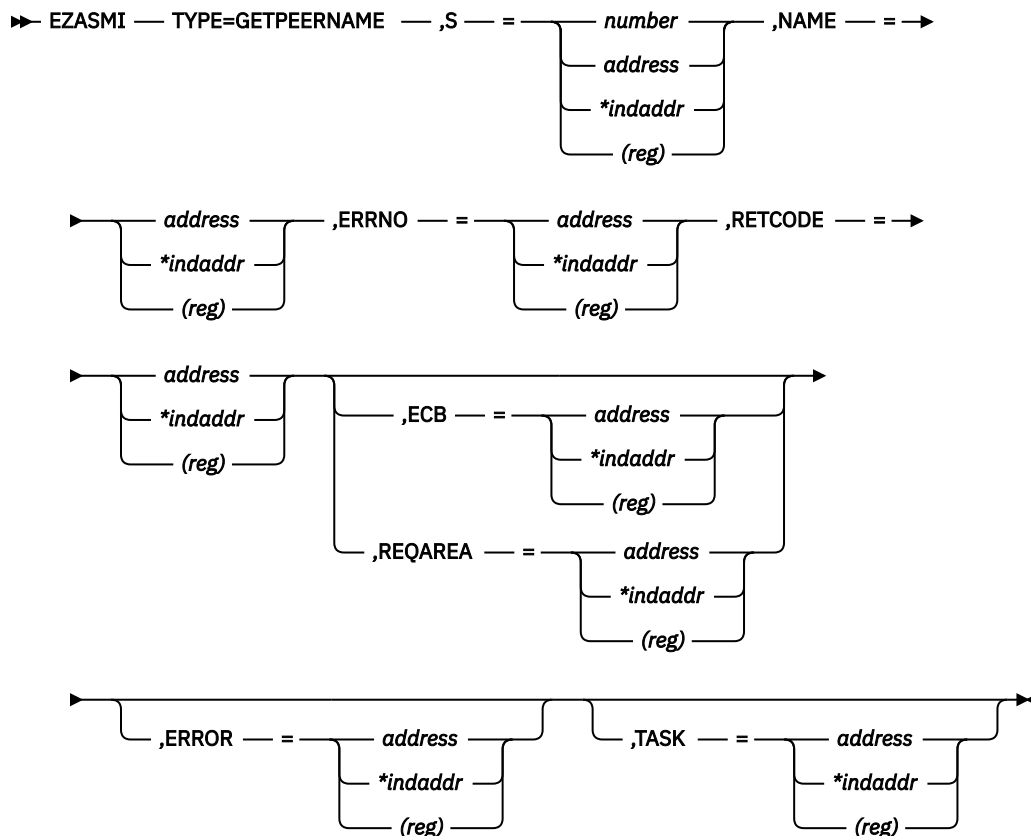 EZASMI TYPE=GETPEERNAME ,S = number ,NAME =
address
*indaddr
(reg)
address ,ERRNO = address ,RETCODE =
*indaddr *indaddr
(reg) (reg)
address
*indaddr ,ECB = address
(reg) *indaddr
(reg)
,REQAREA = address
*indaddr
(reg)
,ERROR = address ,TASK = address
*indaddr *indaddr
(reg) (reg)